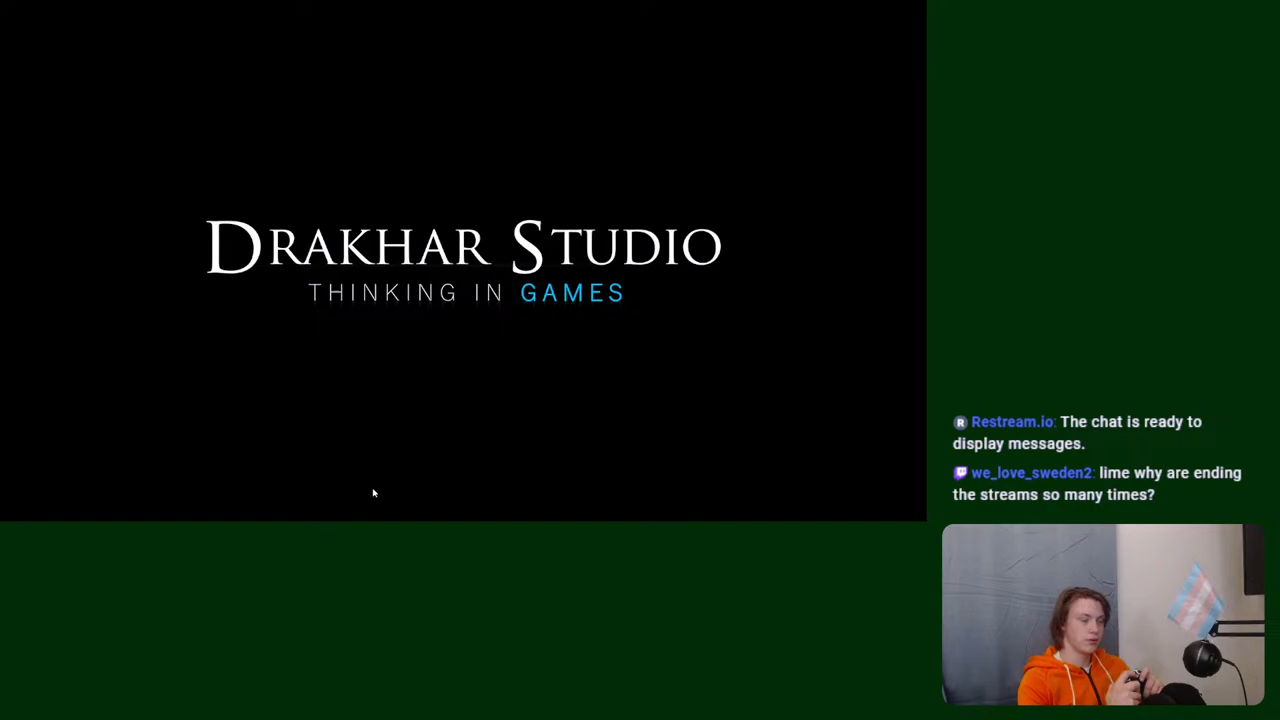 DRAKHAR STUDIO
THINKING IN GAMES
R Restream.io: The chat is ready to
display messages.
we_love_sweden2: lime why are ending
the streams so many times?